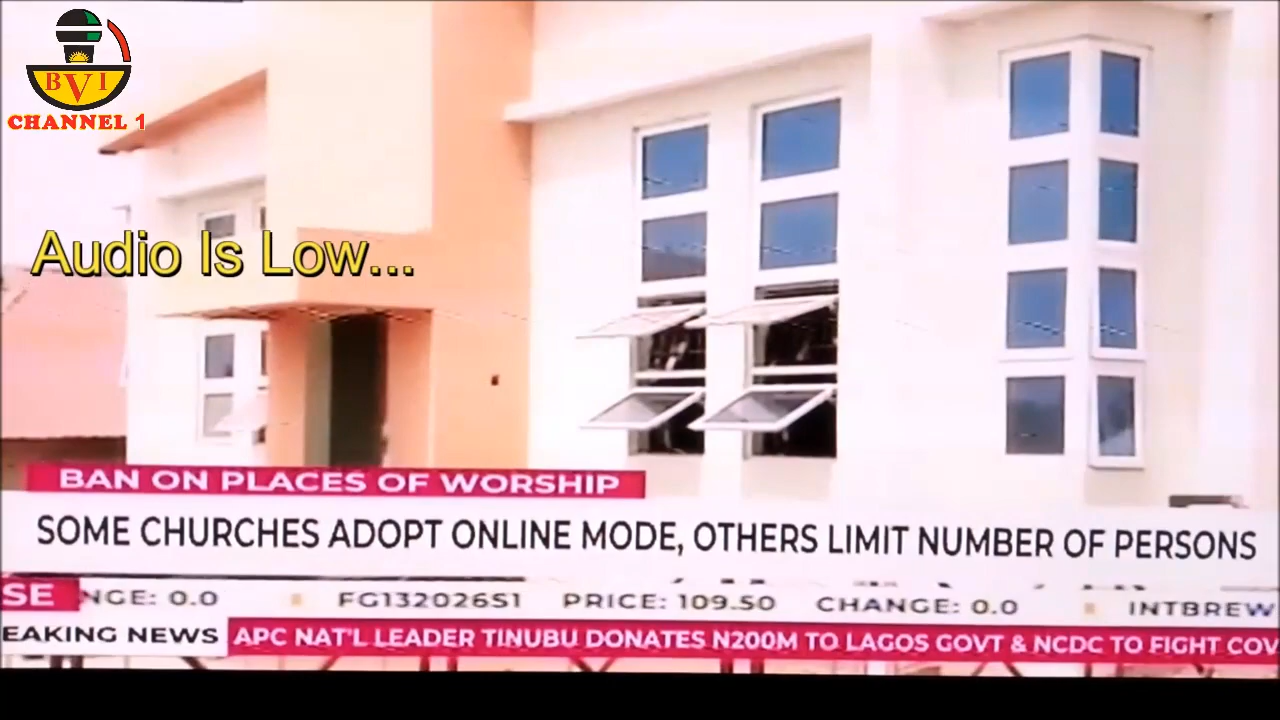 BVI
CHANNEL 1
Audio Is Low...
BAN ON PLACES OF WORSHIP
SOME CHURCHES ADOPT ONLINE MODE, OTHERS LIMIT NUMBER OF PERSONS
SE NGE: 0.0 FG132026S1 PRICE: 109.50 CHANGE: 0.0 INTBREW
EAKING NEWS APC NAT'L LEADER TINUBU DONATES N200M TO LAGOS GOVT & NCDC TO FIGHT COV